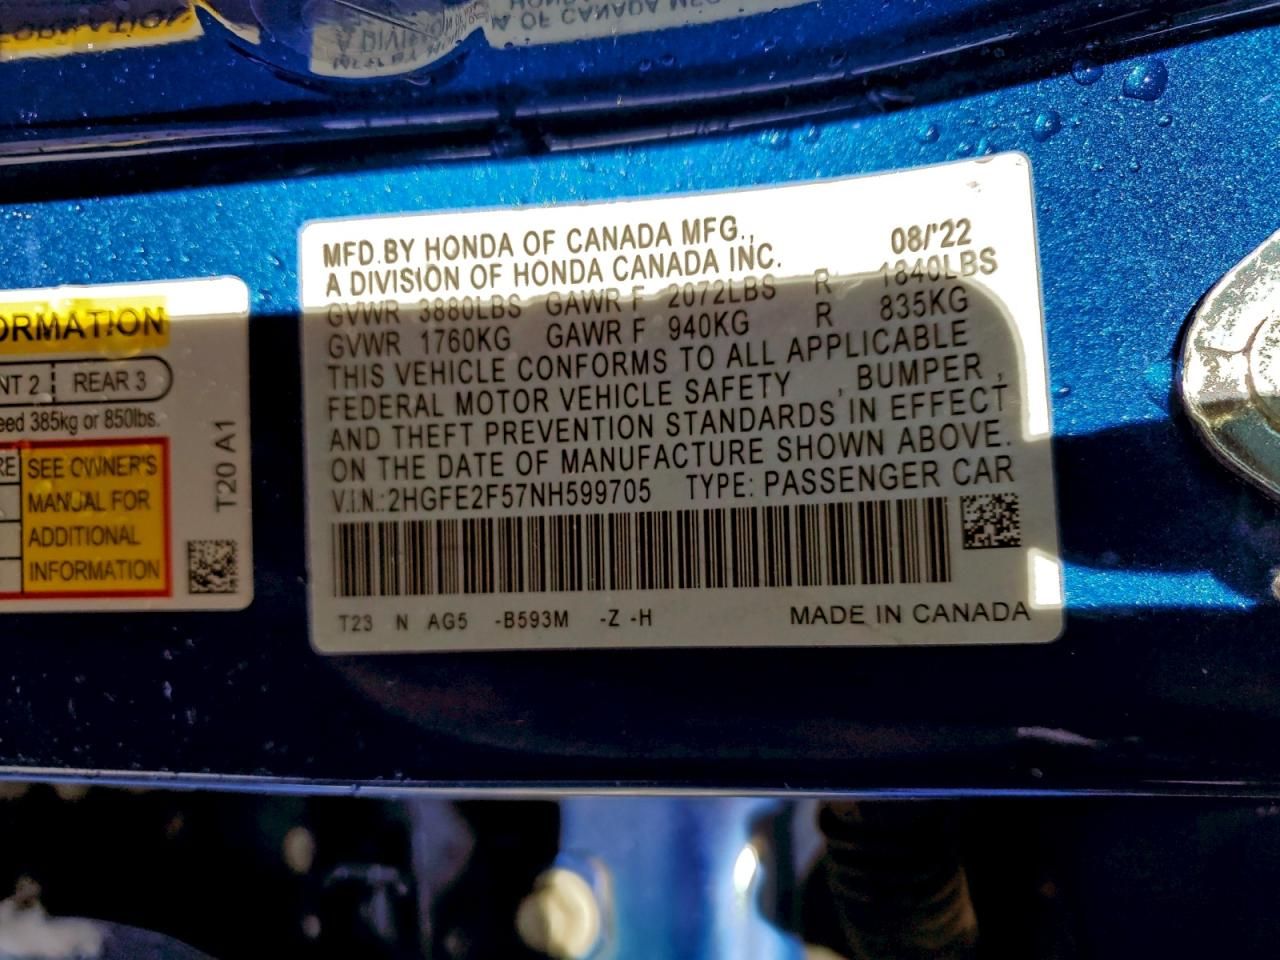 MFD.BY HONDA OF CANADA MFG.,
A DIVISION OF HONDA CANADA INC. 08/'22
GVWR 3880LBS GAWR F 2072LBS R 1840LBS
GVWR 1760KG GAWR F 940KG R 835KG
THIS VEHICLE CONFORMS TO ALL APPLICABLE
FEDERAL MOTOR VEHICLE SAFETY , BUMPER ,
AND THEFT PREVENTION STANDARDS IN EFFECT
ON THE DATE OF MANUFACTURE SHOWN ABOVE.
V.I.N.:2HGFE2F57NH599705 TYPE: PASSENGER CAR
T23 N AG5 -B593M -Z -H MADE IN CANADA
ORMATION
NT 2 REAR 3
eed 385kg or 850lbs.
RE SEE OWNER'S
MANUAL FOR
ADDITIONAL
INFORMATION
T20 A1